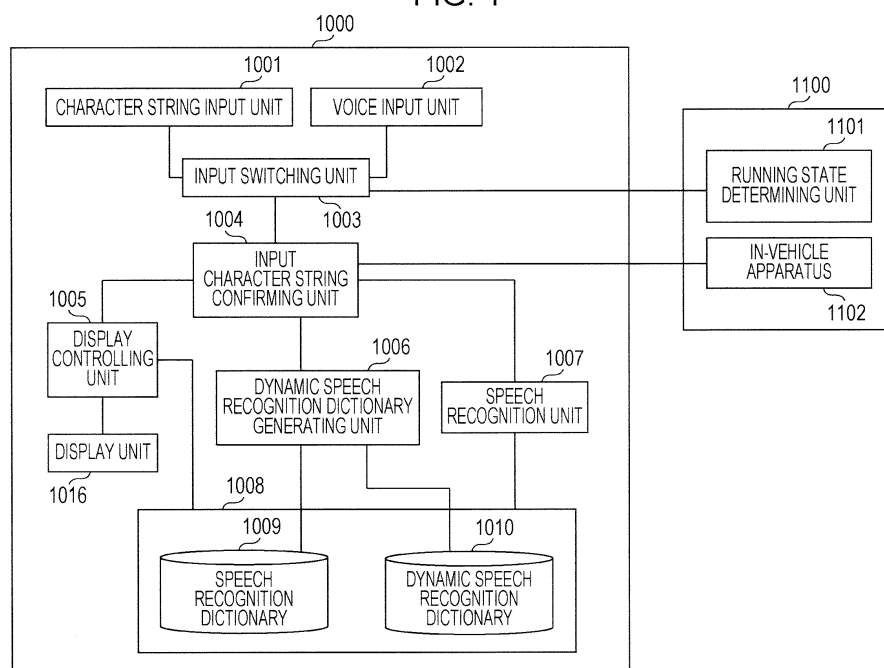 1000
1001
1002
CHARACTER STRING INPUT UNIT
VOICE INPUT UNIT
1100
1101
RUNNING STATE
DETERMINING UNIT
INPUT SWITCHING UNIT
1003
1004
INPUT
CHARACTER STRING
CONFIRMING UNIT
IN-VEHICLE
APPARATUS
1102
1005
DISPLAY
CONTROLLING
UNIT
1006
DYNAMIC SPEECH
RECOGNITION DICTIONARY
GENERATING UNIT
1007
SPEECH
RECOGNITION UNIT
DISPLAY UNIT
1016
1008
1009
SPEECH
RECOGNITION
DICTIONARY
1010
DYNAMIC SPEECH
RECOGNITION
DICTIONARY